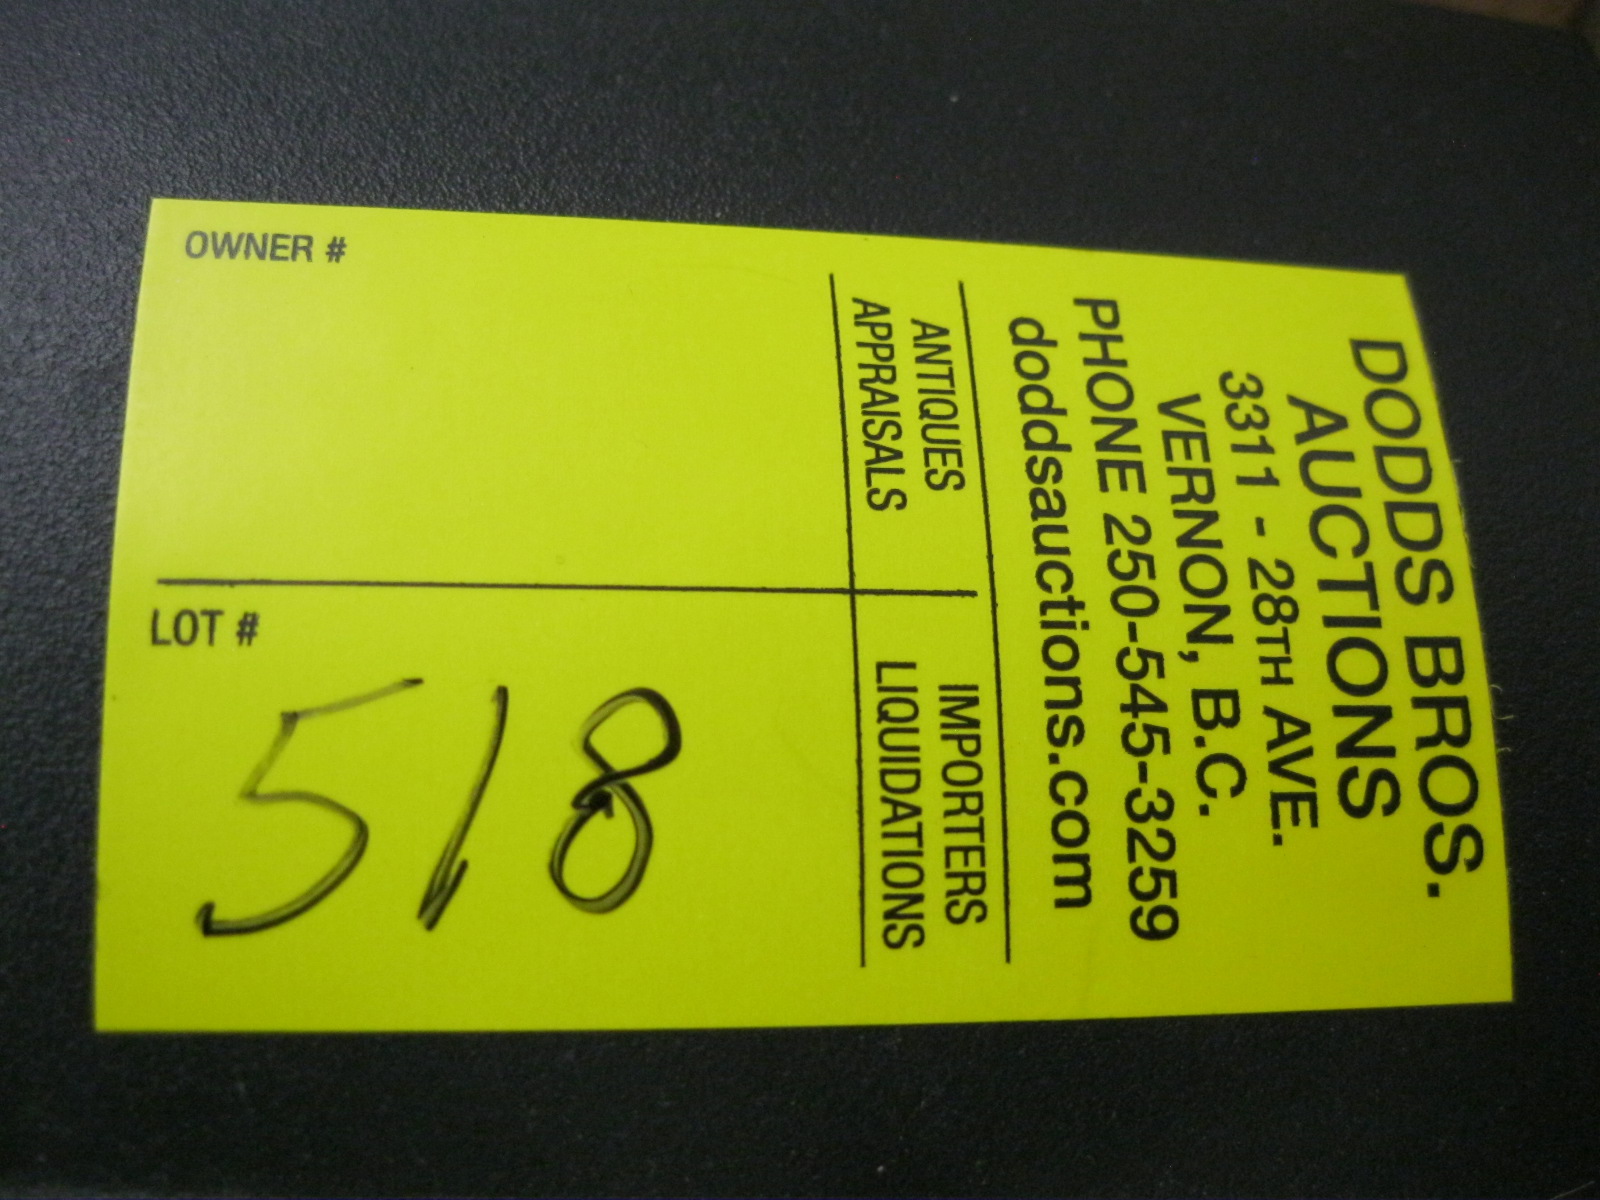 DODDS BROS.
AUCTIONS
3311 - 28TH AVE.
VERNON, B.C.
PHONE 250-545-3259
doddsauctions.com
ANTIQUES IMPORTERS
APPRAISALS LIQUIDATIONS
OWNER #
LOT #
518